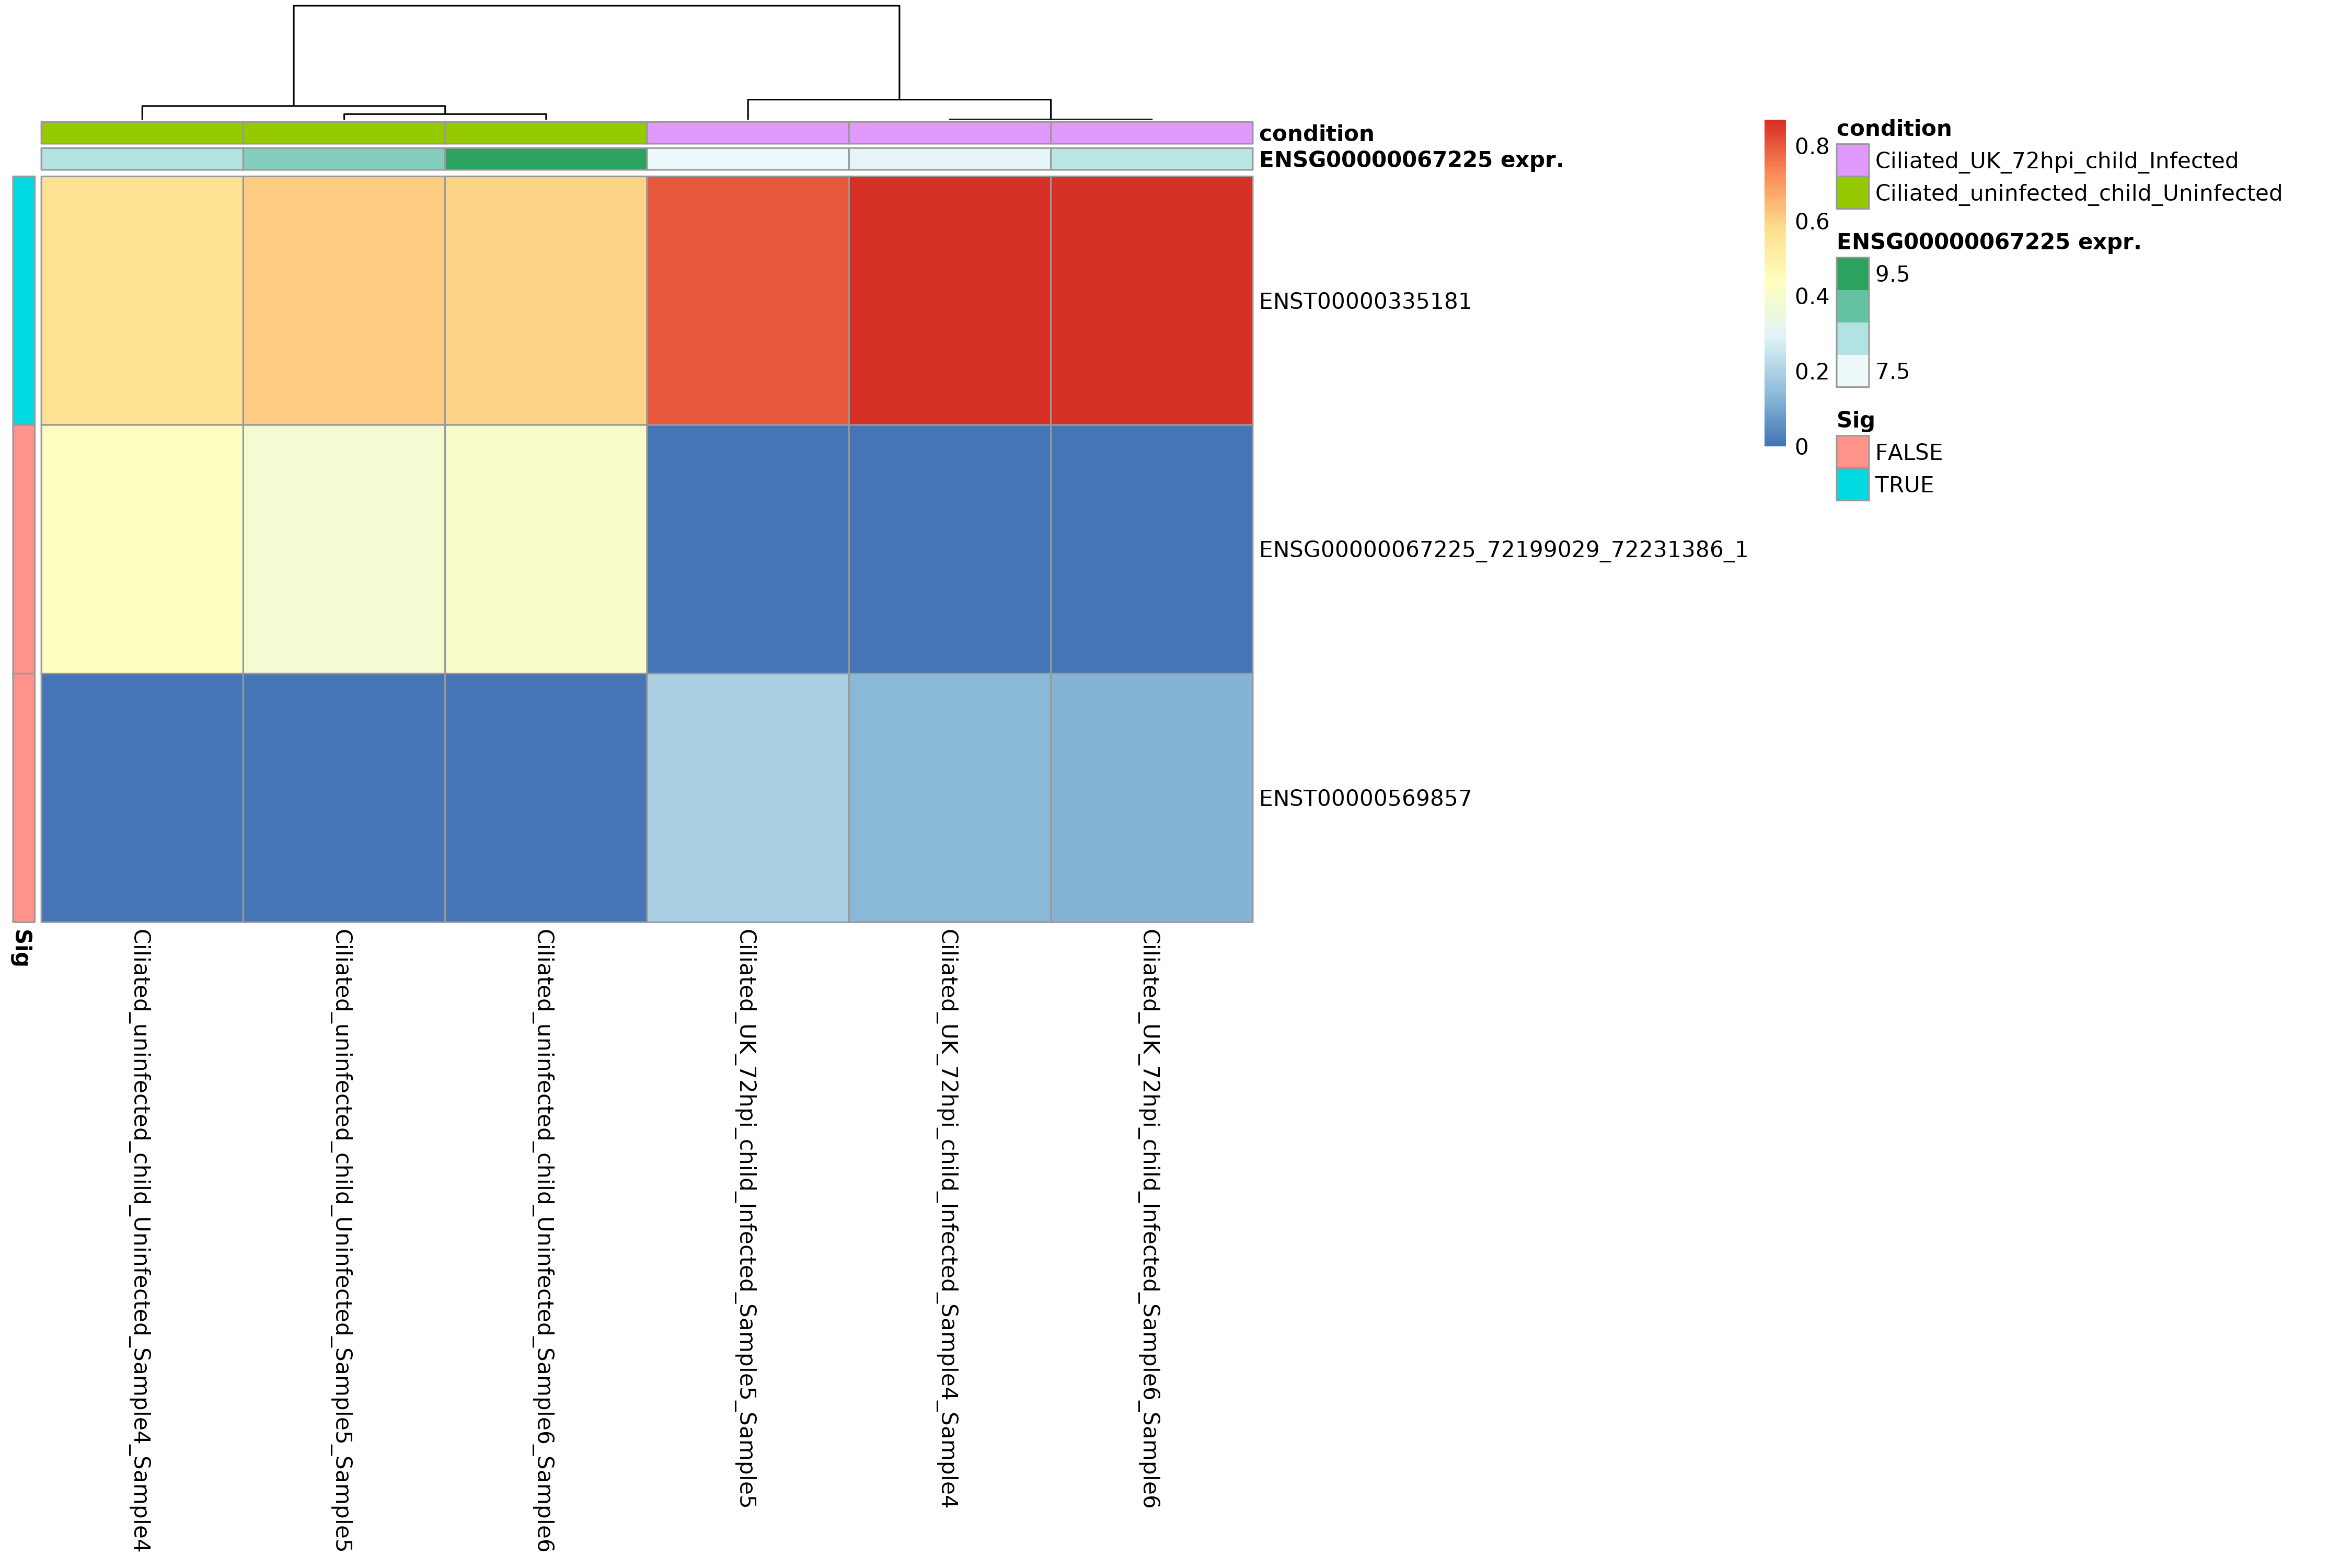 condition
ENSG00000067225 expr.
ENST00000335181
ENSG00000067225_72199029_72231386_1
ENST00000569857
0.8
0.6
0.4
0.2
0
condition
Ciliated_UK_72hpi_child_Infected
Ciliated_uninfected_child_Uninfected
ENSG00000067225 expr.
9.5
7.5
Sig
FALSE
TRUE
Sig
Ciliated_uninfected_child_Uninfected_Sample4_Sample4
Ciliated_uninfected_child_Uninfected_Sample5_Sample5
Ciliated_uninfected_child_Uninfected_Sample6_Sample6
Ciliated_UK_72hpi_child_Infected_Sample5_Sample5
Ciliated_UK_72hpi_child_Infected_Sample4_Sample4
Ciliated_UK_72hpi_child_Infected_Sample6_Sample6